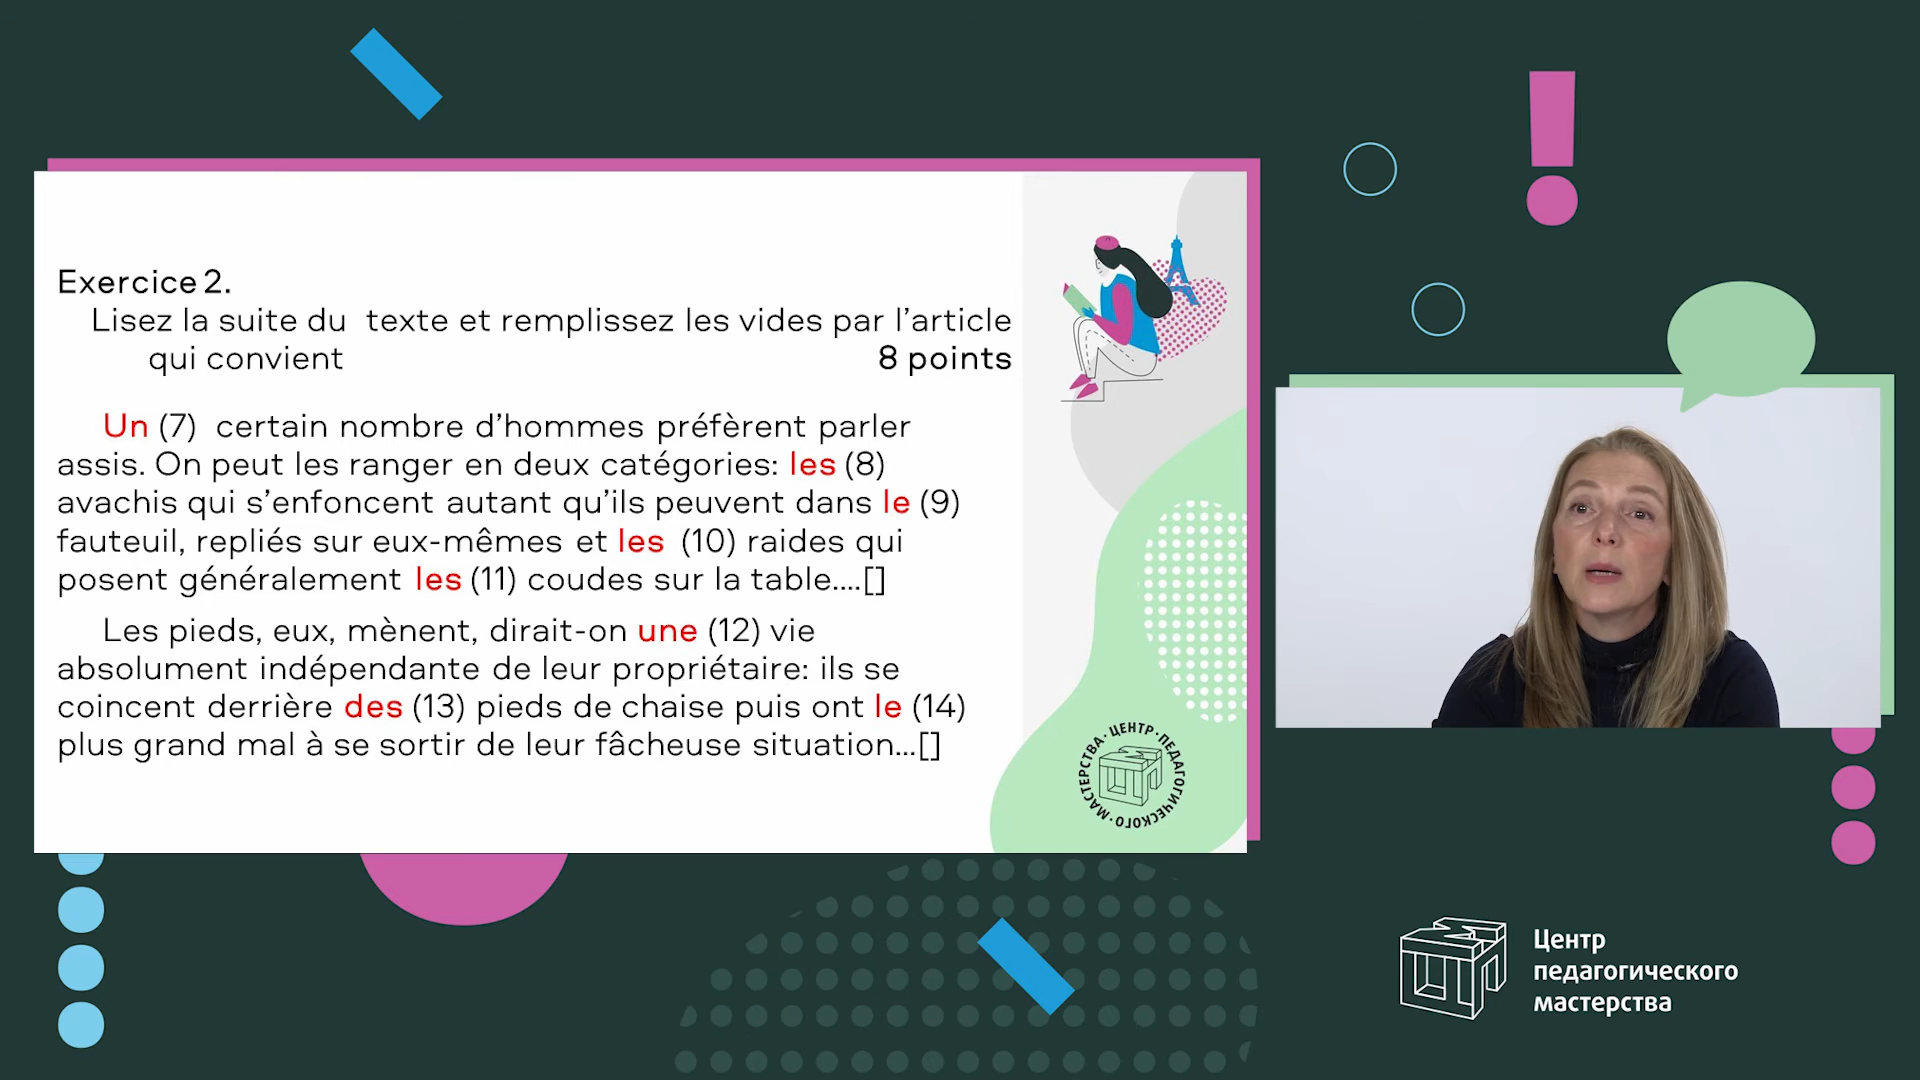 Exercice 2.
Lisez la suite du texte et remplissez les vides par l’article
qui convient 8 points
Un (7) certain nombre d’hommes préfèrent parler
assis. On peut les ranger en deux catégories: les (8)
avachis qui s’enfoncent autant qu’ils peuvent dans le (9)
fauteuil, repliés sur eux-mêmes et les (10) raides qui
posent généralement les (11) coudes sur la table....[]
Les pieds, eux, mènent, dirait-on une (12) vie
absolument indépendante de leur propriétaire: ils se
coincent derrière des (13) pieds de chaise puis ont le (14)
plus grand mal à se sortir de leur fâcheuse situation...[]
ЦЕНТР·ПЕДАГОГИЧЕСКОГО·МАСТЕРСТВА·
Центр
педагогического
мастерства